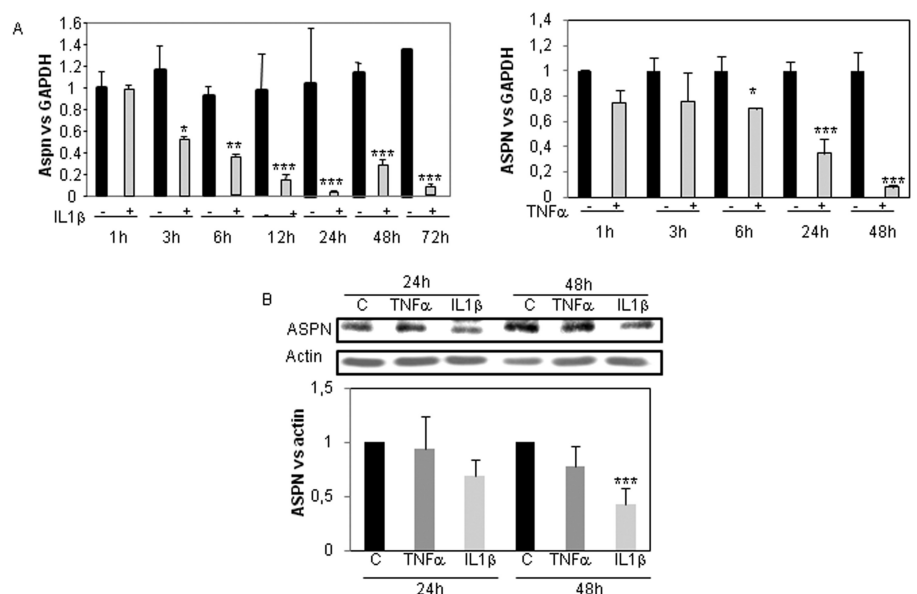 A
Aspn vs GAPDH
1.6
1.4
1.2
1
0.8
0.6
0.4
0.2
0
* ** *** *** *** ***
IL1β - + - + - + - + - + - + - +
1h 3h 6h 12h 24h 48h 72h
ASPN vs GAPDH
1,4
1,2
1
0,8
0,6
0,4
0,2
0
* *** ***
TNFα - + - + - + - + - +
1h 3h 6h 24h 48h
B
24h 48h
C TNFα IL1β C TNFα IL1β
ASPN
Actin
ASPN vs actin
1,5
1
0,5
0
***
C TNFα IL1β C TNFα IL1β
24h 48h